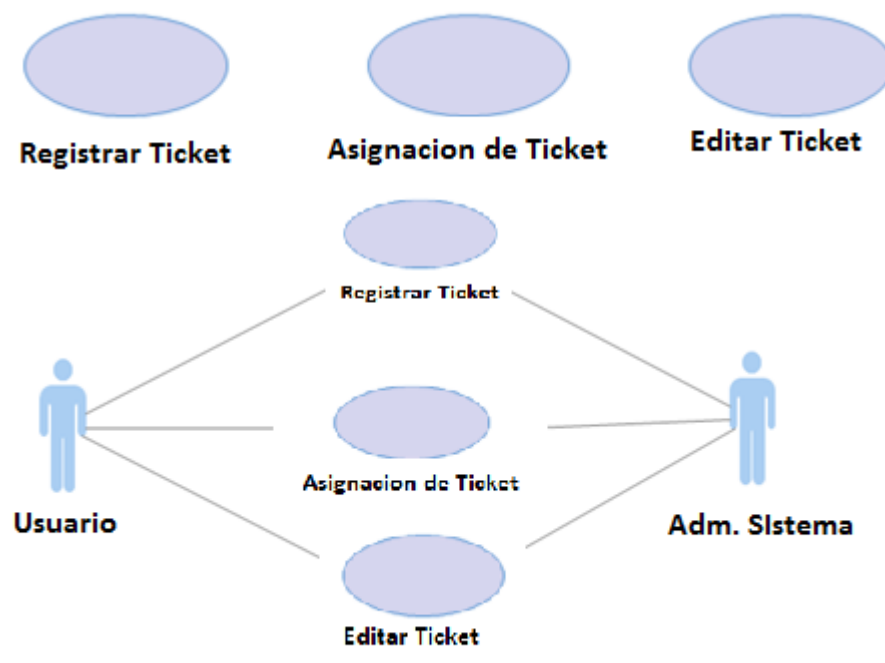 Registrar Ticket
Asignacion de Ticket
Editar Ticket
Registrar Ticket
Asignacion de Ticket
Usuario
Adm. SIstema
Editar Ticket